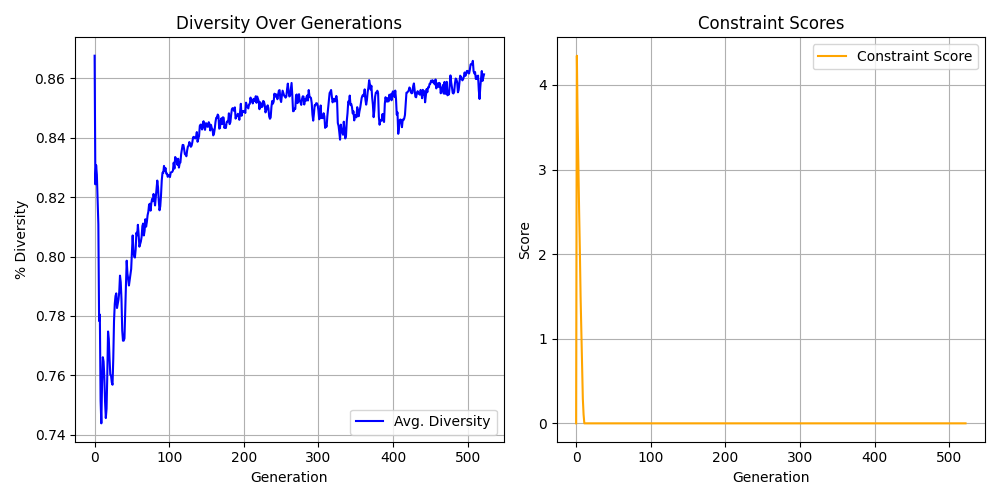 Diversity Over Generations
% Diversity
0.86
0.84
0.82
0.80
0.78
0.76
0.74
0 100 200 300 400 500
Generation
Avg. Diversity
Constraint Scores
Score
4
3
2
1
0
0 100 200 300 400 500
Generation
Constraint Score